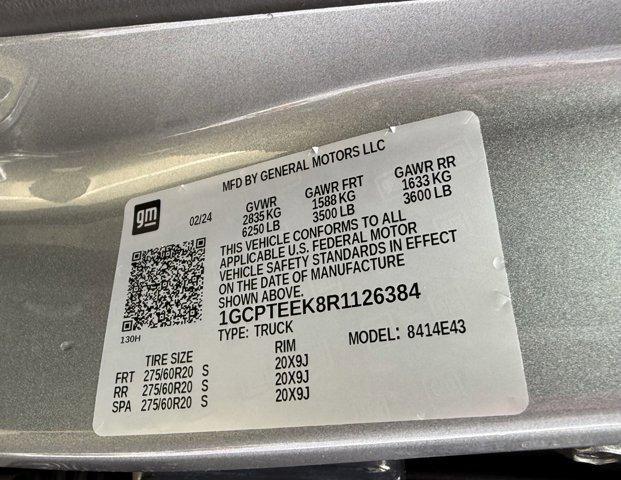 MFD BY GENERAL MOTORS LLC
gm
02/24
GVWR
2835 KG
6250 LB
GAWR FRT
1588 KG
3500 LB
GAWR RR
1633 KG
3600 LB
THIS VEHICLE CONFORMS TO ALL
APPLICABLE U.S. FEDERAL MOTOR
VEHICLE SAFETY STANDARDS IN EFFECT
ON THE DATE OF MANUFACTURE
SHOWN ABOVE.
1GCPTEEK8R1126384
TYPE: TRUCK
MODEL: 8414E43
130H
TIRE SIZE RIM
FRT 275/60R20 S 20X9J
RR 275/60R20 S 20X9J
SPA 275/60R20 S 20X9J